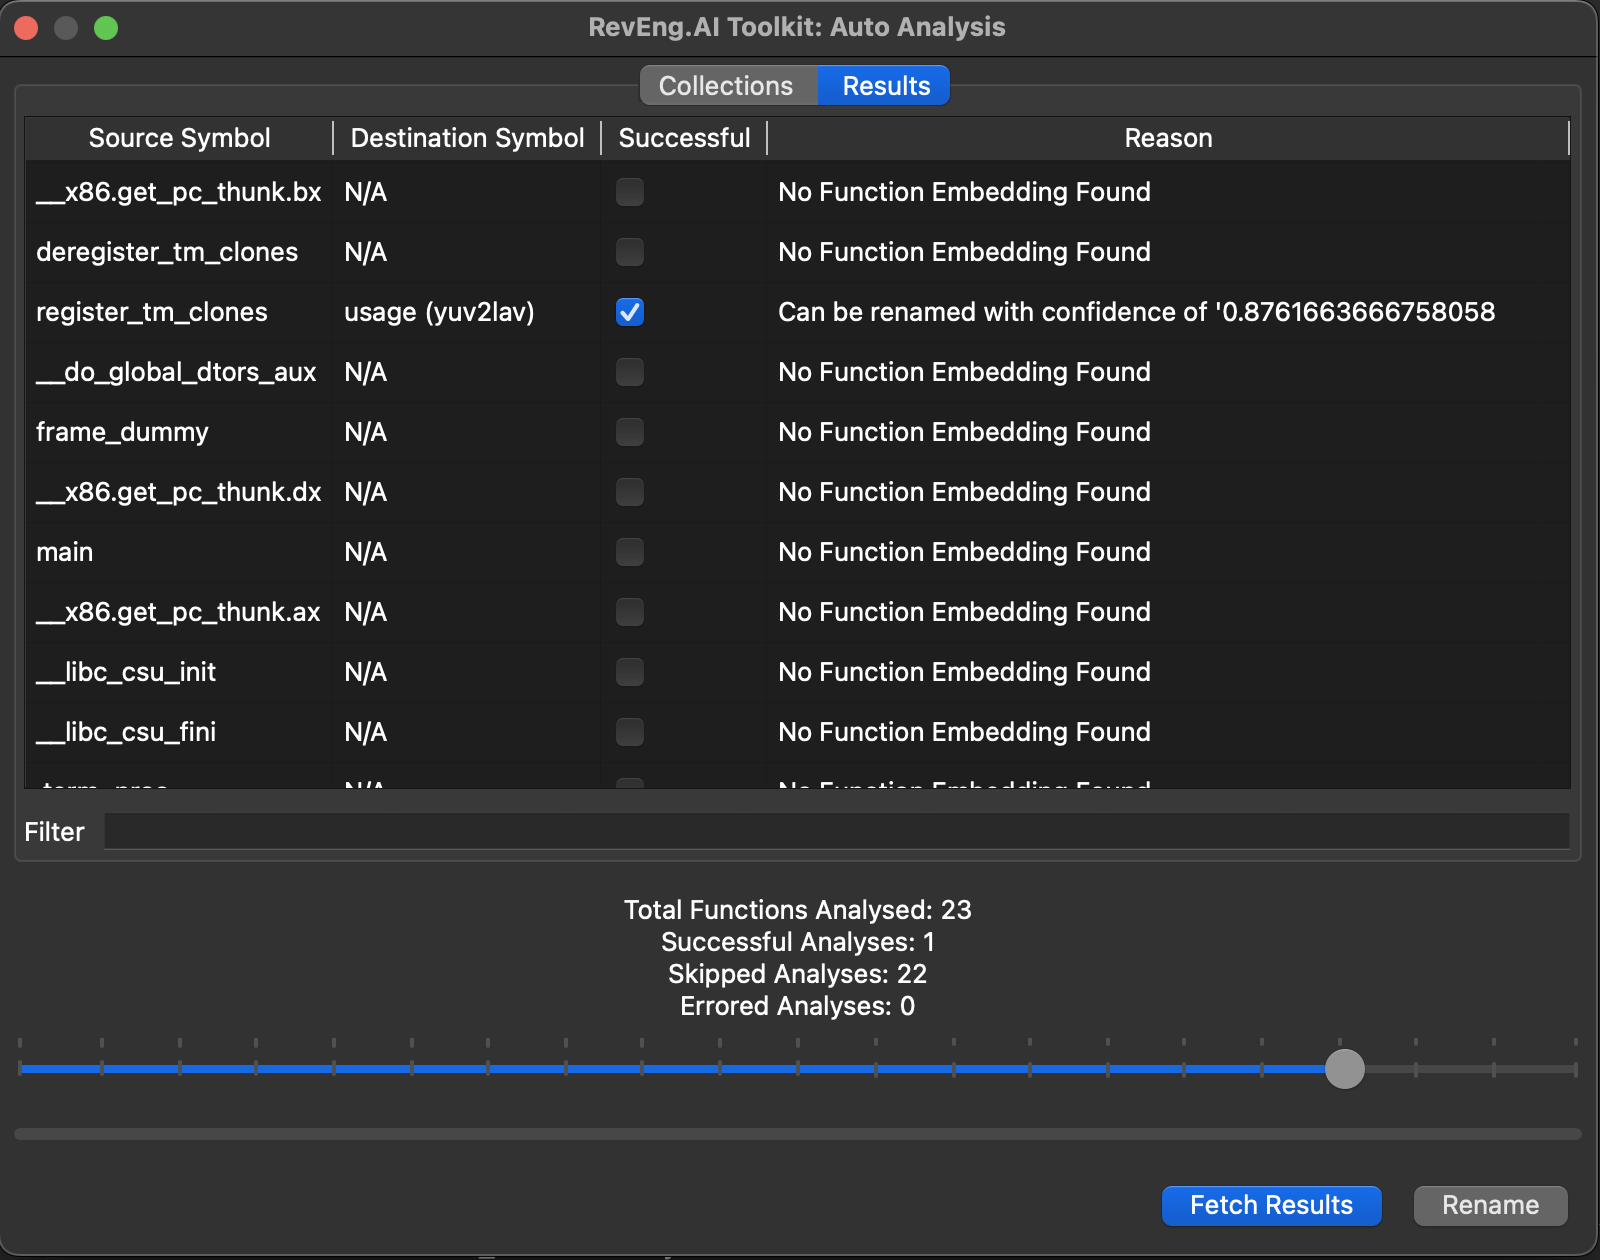 RevEng.AI Toolkit: Auto Analysis
Collections Results
Source Symbol Destination Symbol Successful Reason
__x86.get_pc_thunk.bx N/A No Function Embedding Found
deregister_tm_clones N/A No Function Embedding Found
register_tm_clones usage (yuv2lav) Can be renamed with confidence of '0.8761663666758058
__do_global_dtors_aux N/A No Function Embedding Found
frame_dummy N/A No Function Embedding Found
__x86.get_pc_thunk.dx N/A No Function Embedding Found
main N/A No Function Embedding Found
__x86.get_pc_thunk.ax N/A No Function Embedding Found
__libc_csu_init N/A No Function Embedding Found
__libc_csu_fini N/A No Function Embedding Found
N/A No Function Embedding Found
Filter
Total Functions Analysed: 23
Successful Analyses: 1
Skipped Analyses: 22
Errored Analyses: 0
Fetch Results Rename